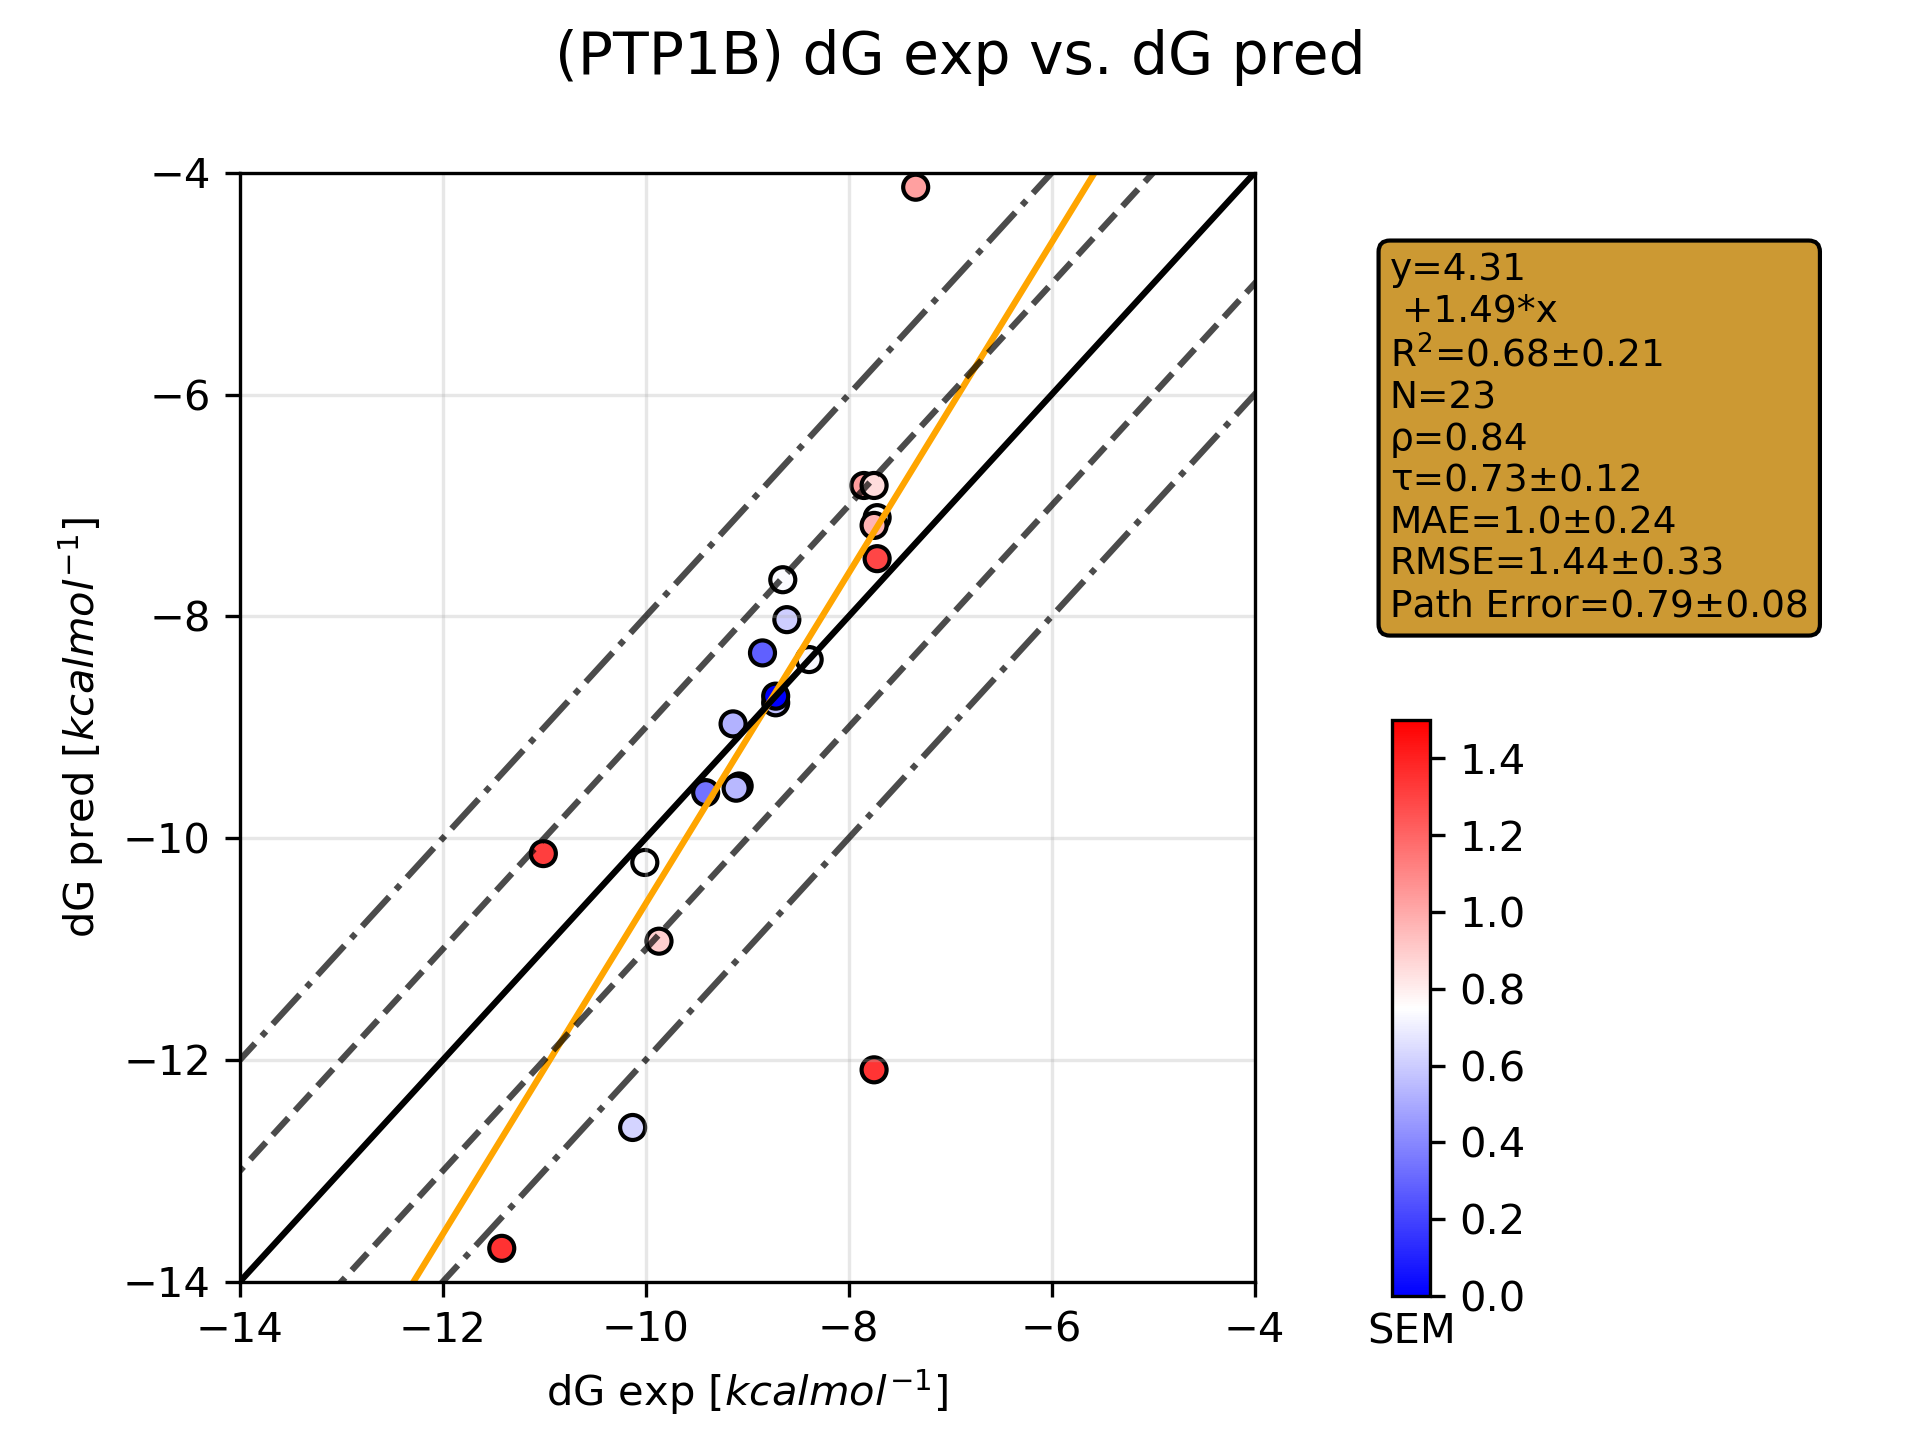 (PTP1B) dG exp vs. dG pred
−4
−6
−8
−10
−12
−14
dG pred [kcalmol⁻¹]
−14 −12 −10 −8 −6 −4
dG exp [kcalmol⁻¹]
y=4.31
+1.49*x
R²=0.68±0.21
N=23
ρ=0.84
τ=0.73±0.12
MAE=1.0±0.24
RMSE=1.44±0.33
Path Error=0.79±0.08
1.4
1.2
1.0
0.8
0.6
0.4
0.2
0.0
SEM